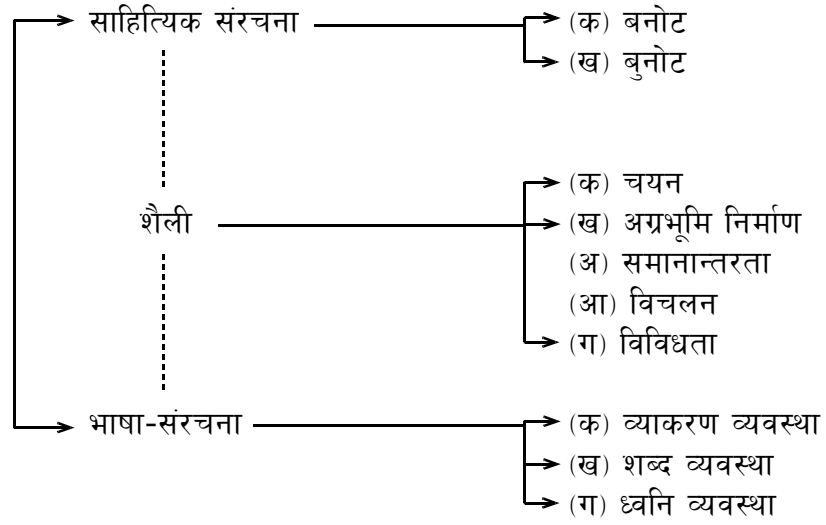 साहित्यिक संरचना
(क) बनोट
(ख) बुनोट
शैली
(क) चयन
(ख) अग्रभूमि निर्माण
(अ) समानान्तरता
(आ) विचलन
(ग) विविधता
भाषा-संरचना
(क) व्याकरण व्यवस्था
(ख) शब्द व्यवस्था
(ग) ध्वनि व्यवस्था